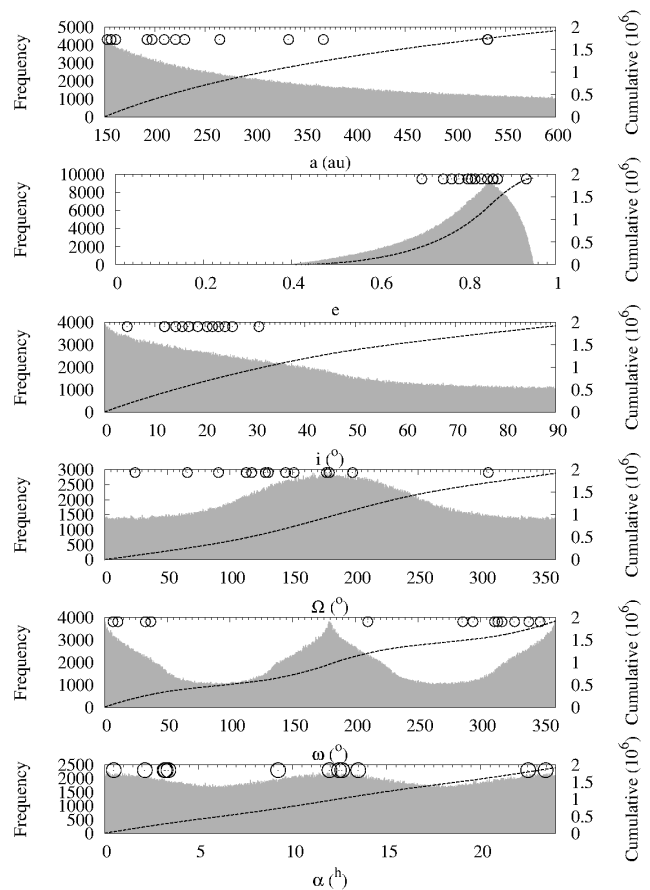 5000 4000 3000 2000 1000 0
Frequency
2 1.5 1 0.5 0
Cumulative (10⁶)
150 200 250 300 350 400 450 500 550 600
a (au)
10000 8000 6000 4000 2000 0
Frequency
2 1.5 1 0.5 0
Cumulative (10⁶)
0 0.2 0.4 0.6 0.8 1
e
4000 3000 2000 1000 0
Frequency
2 1.5 1 0.5 0
Cumulative (10⁶)
0 10 20 30 40 50 60 70 80 90
i (°)
3000 2500 2000 1500 1000 500 0
Frequency
2 1.5 1 0.5 0
Cumulative (10⁶)
0 50 100 150 200 250 300 350
Ω (°)
4000 3000 2000 1000 0
Frequency
2 1.5 1 0.5 0
Cumulative (10⁶)
0 50 100 150 200 250 300 350
ω (°)
2500 2000 1500 1000 500 0
Frequency
2 1.5 1 0.5 0
Cumulative (10⁶)
0 5 10 15 20
α (ʰ)